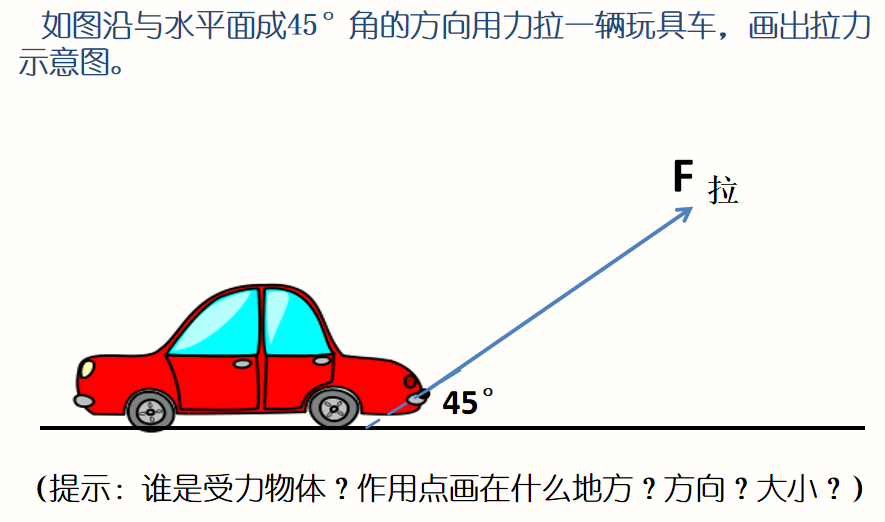 如图沿与水平面成45°角的方向用力拉一辆玩具车，画出拉力
示意图。
F 拉
45°
（提示：谁是受力物体？作用点画在什么地方？方向？大小？）